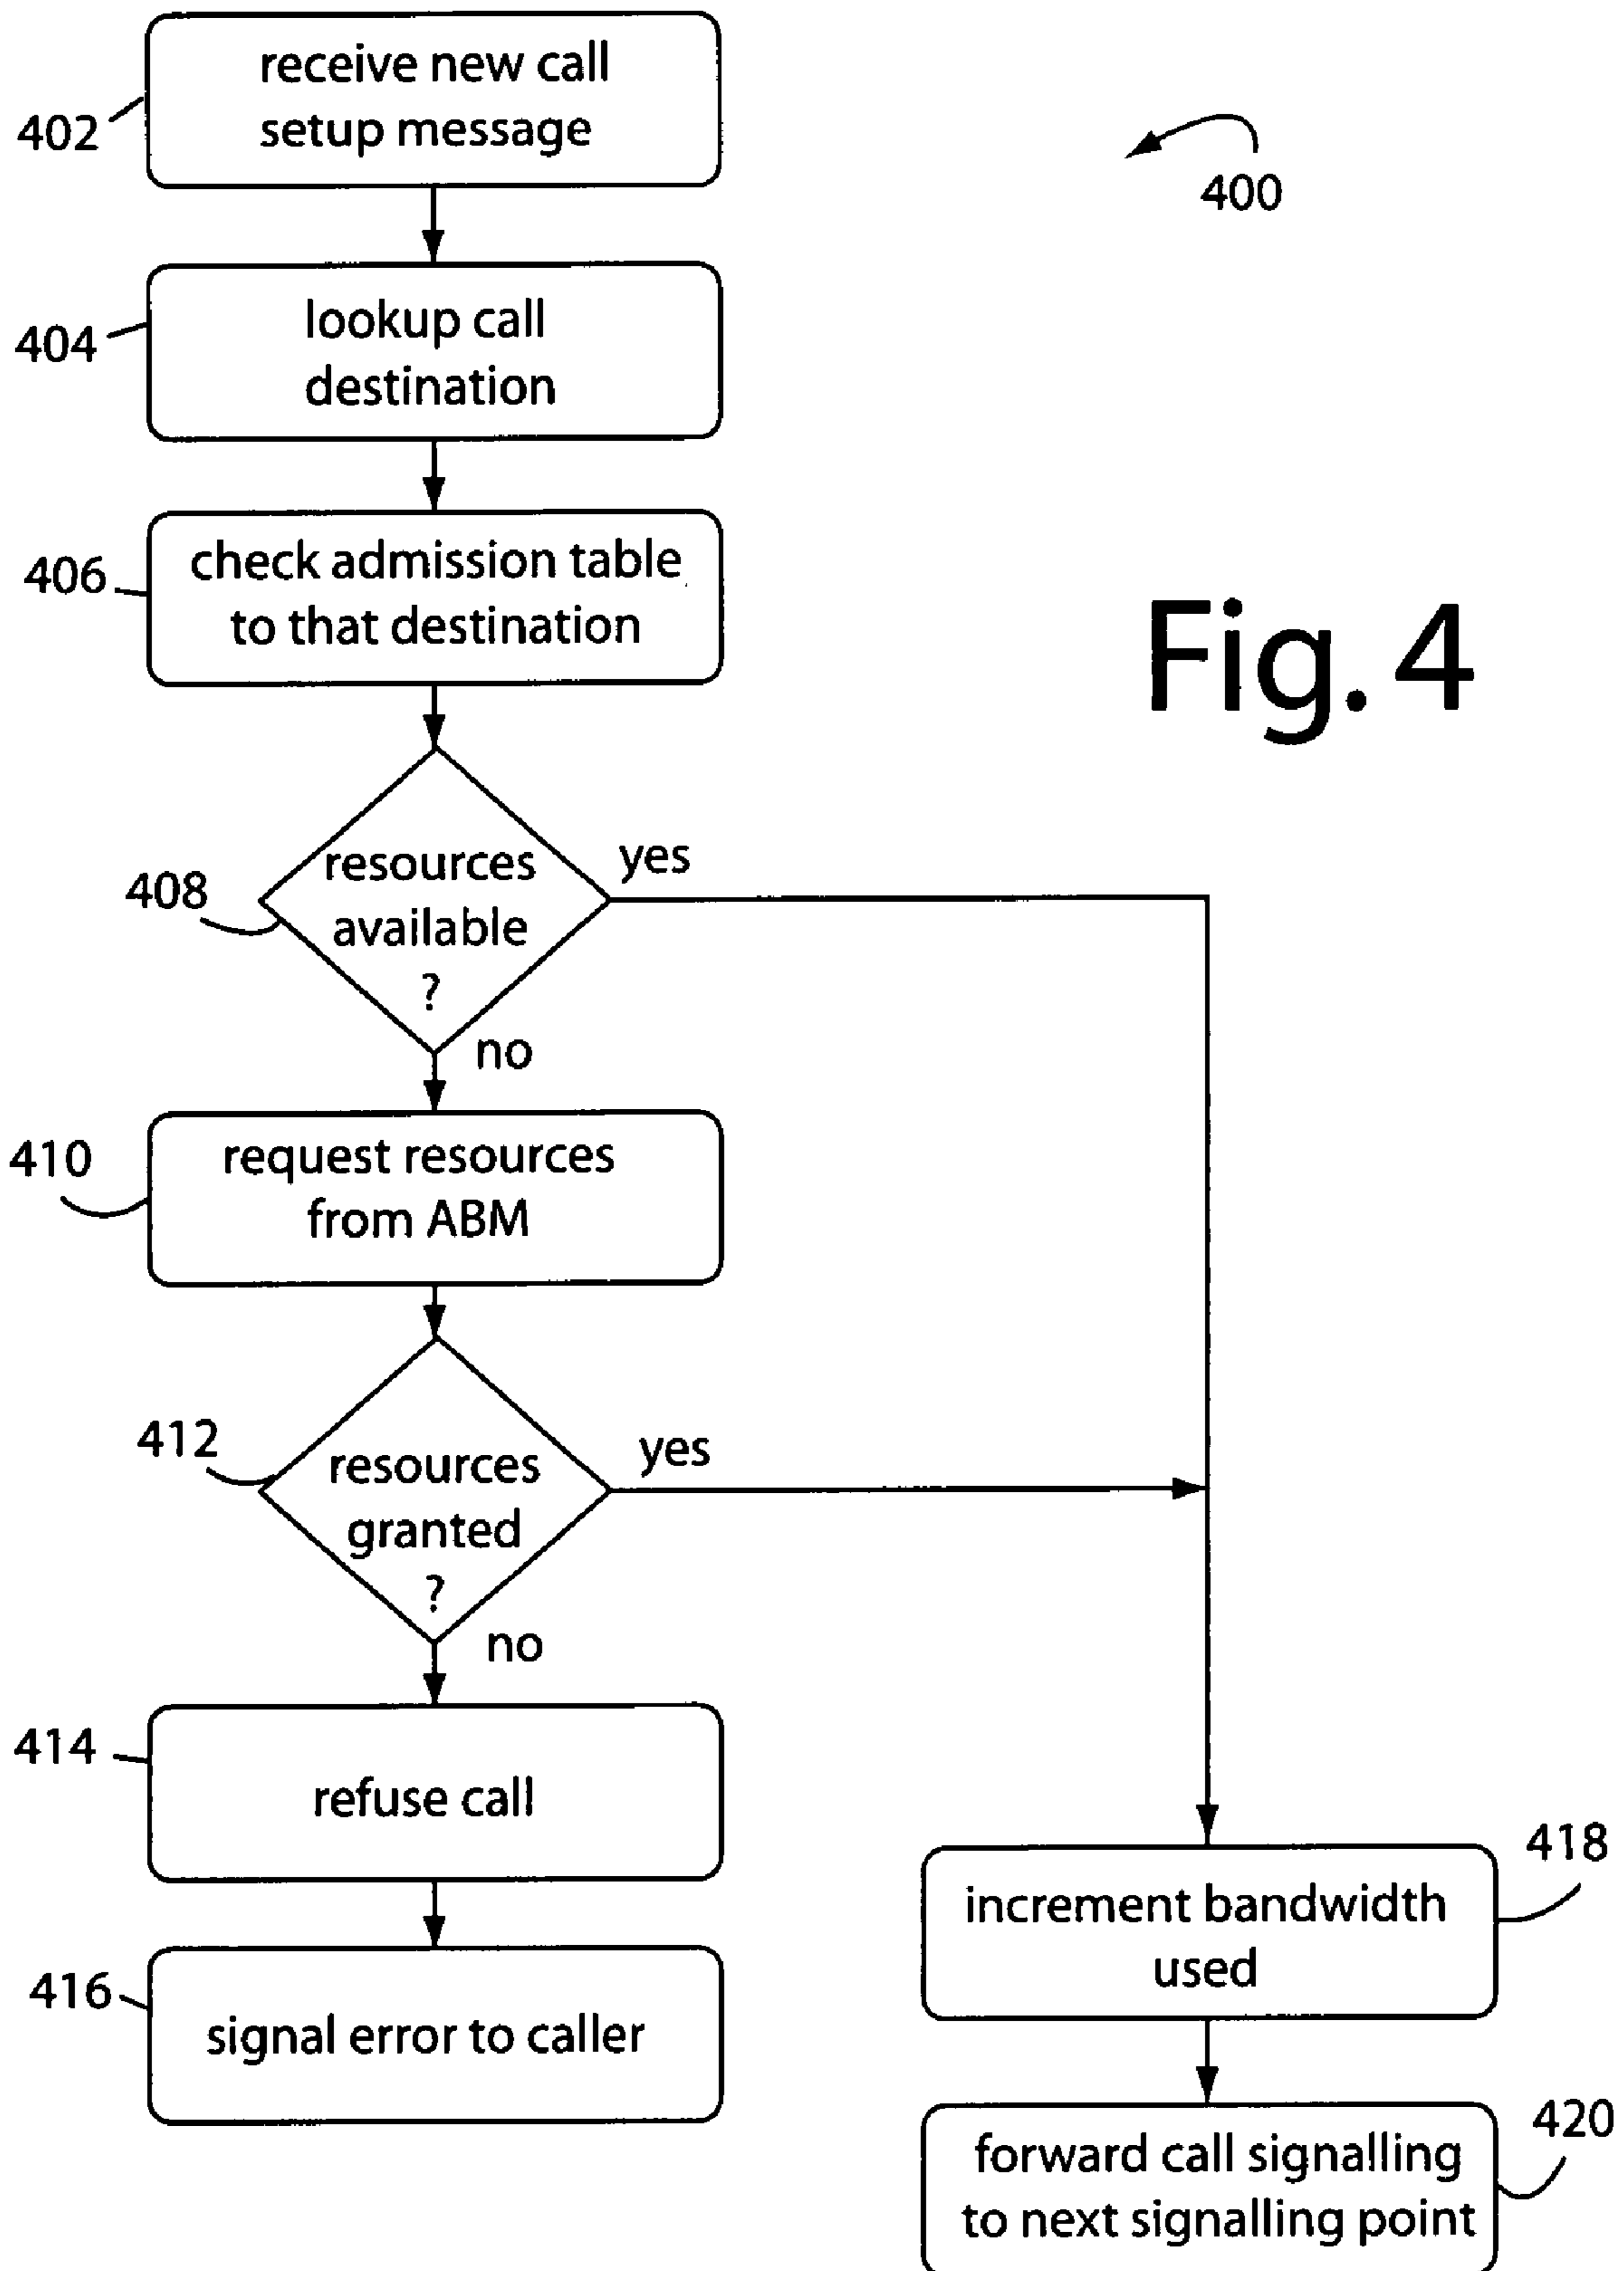 receive new call
setup message
402
400
lookup call
destination
404
check admission table
to that destination
406
Fig. 4
resources
available
?
408
yes
no
request resources
from ABM
410
resources
granted
?
412
yes
no
refuse call
414
signal error to caller
416
increment bandwidth
used
418
forward call signalling
to next signalling point
420